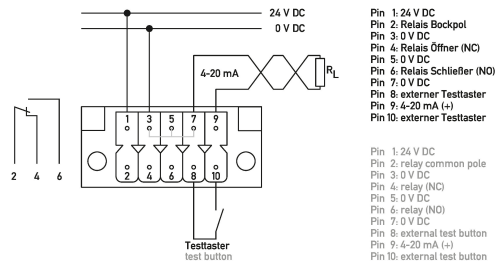 24 V DC
0 V DC
4-20 mA
RL
1 3 5 7 9
2 4 6 8 10
2 4 6
Testtaster
test button
Pin 1: 24 V DC
Pin 2: Relais Bockpol
Pin 3: 0 V DC
Pin 4: Relais Öffner (NC)
Pin 5: 0 V DC
Pin 6: Relais Schließer (NO)
Pin 7: 0 V DC
Pin 8: externer Testtaster
Pin 9: 4-20 mA (+)
Pin 10: externer Testtaster
Pin 1: 24 V DC
Pin 2: relay common pole
Pin 3: 0 V DC
Pin 4: relay (NC)
Pin 5: 0 V DC
Pin 6: relay (NO)
Pin 7: 0 V DC
Pin 8: external test button
Pin 9: 4-20 mA (+)
Pin 10: external test button